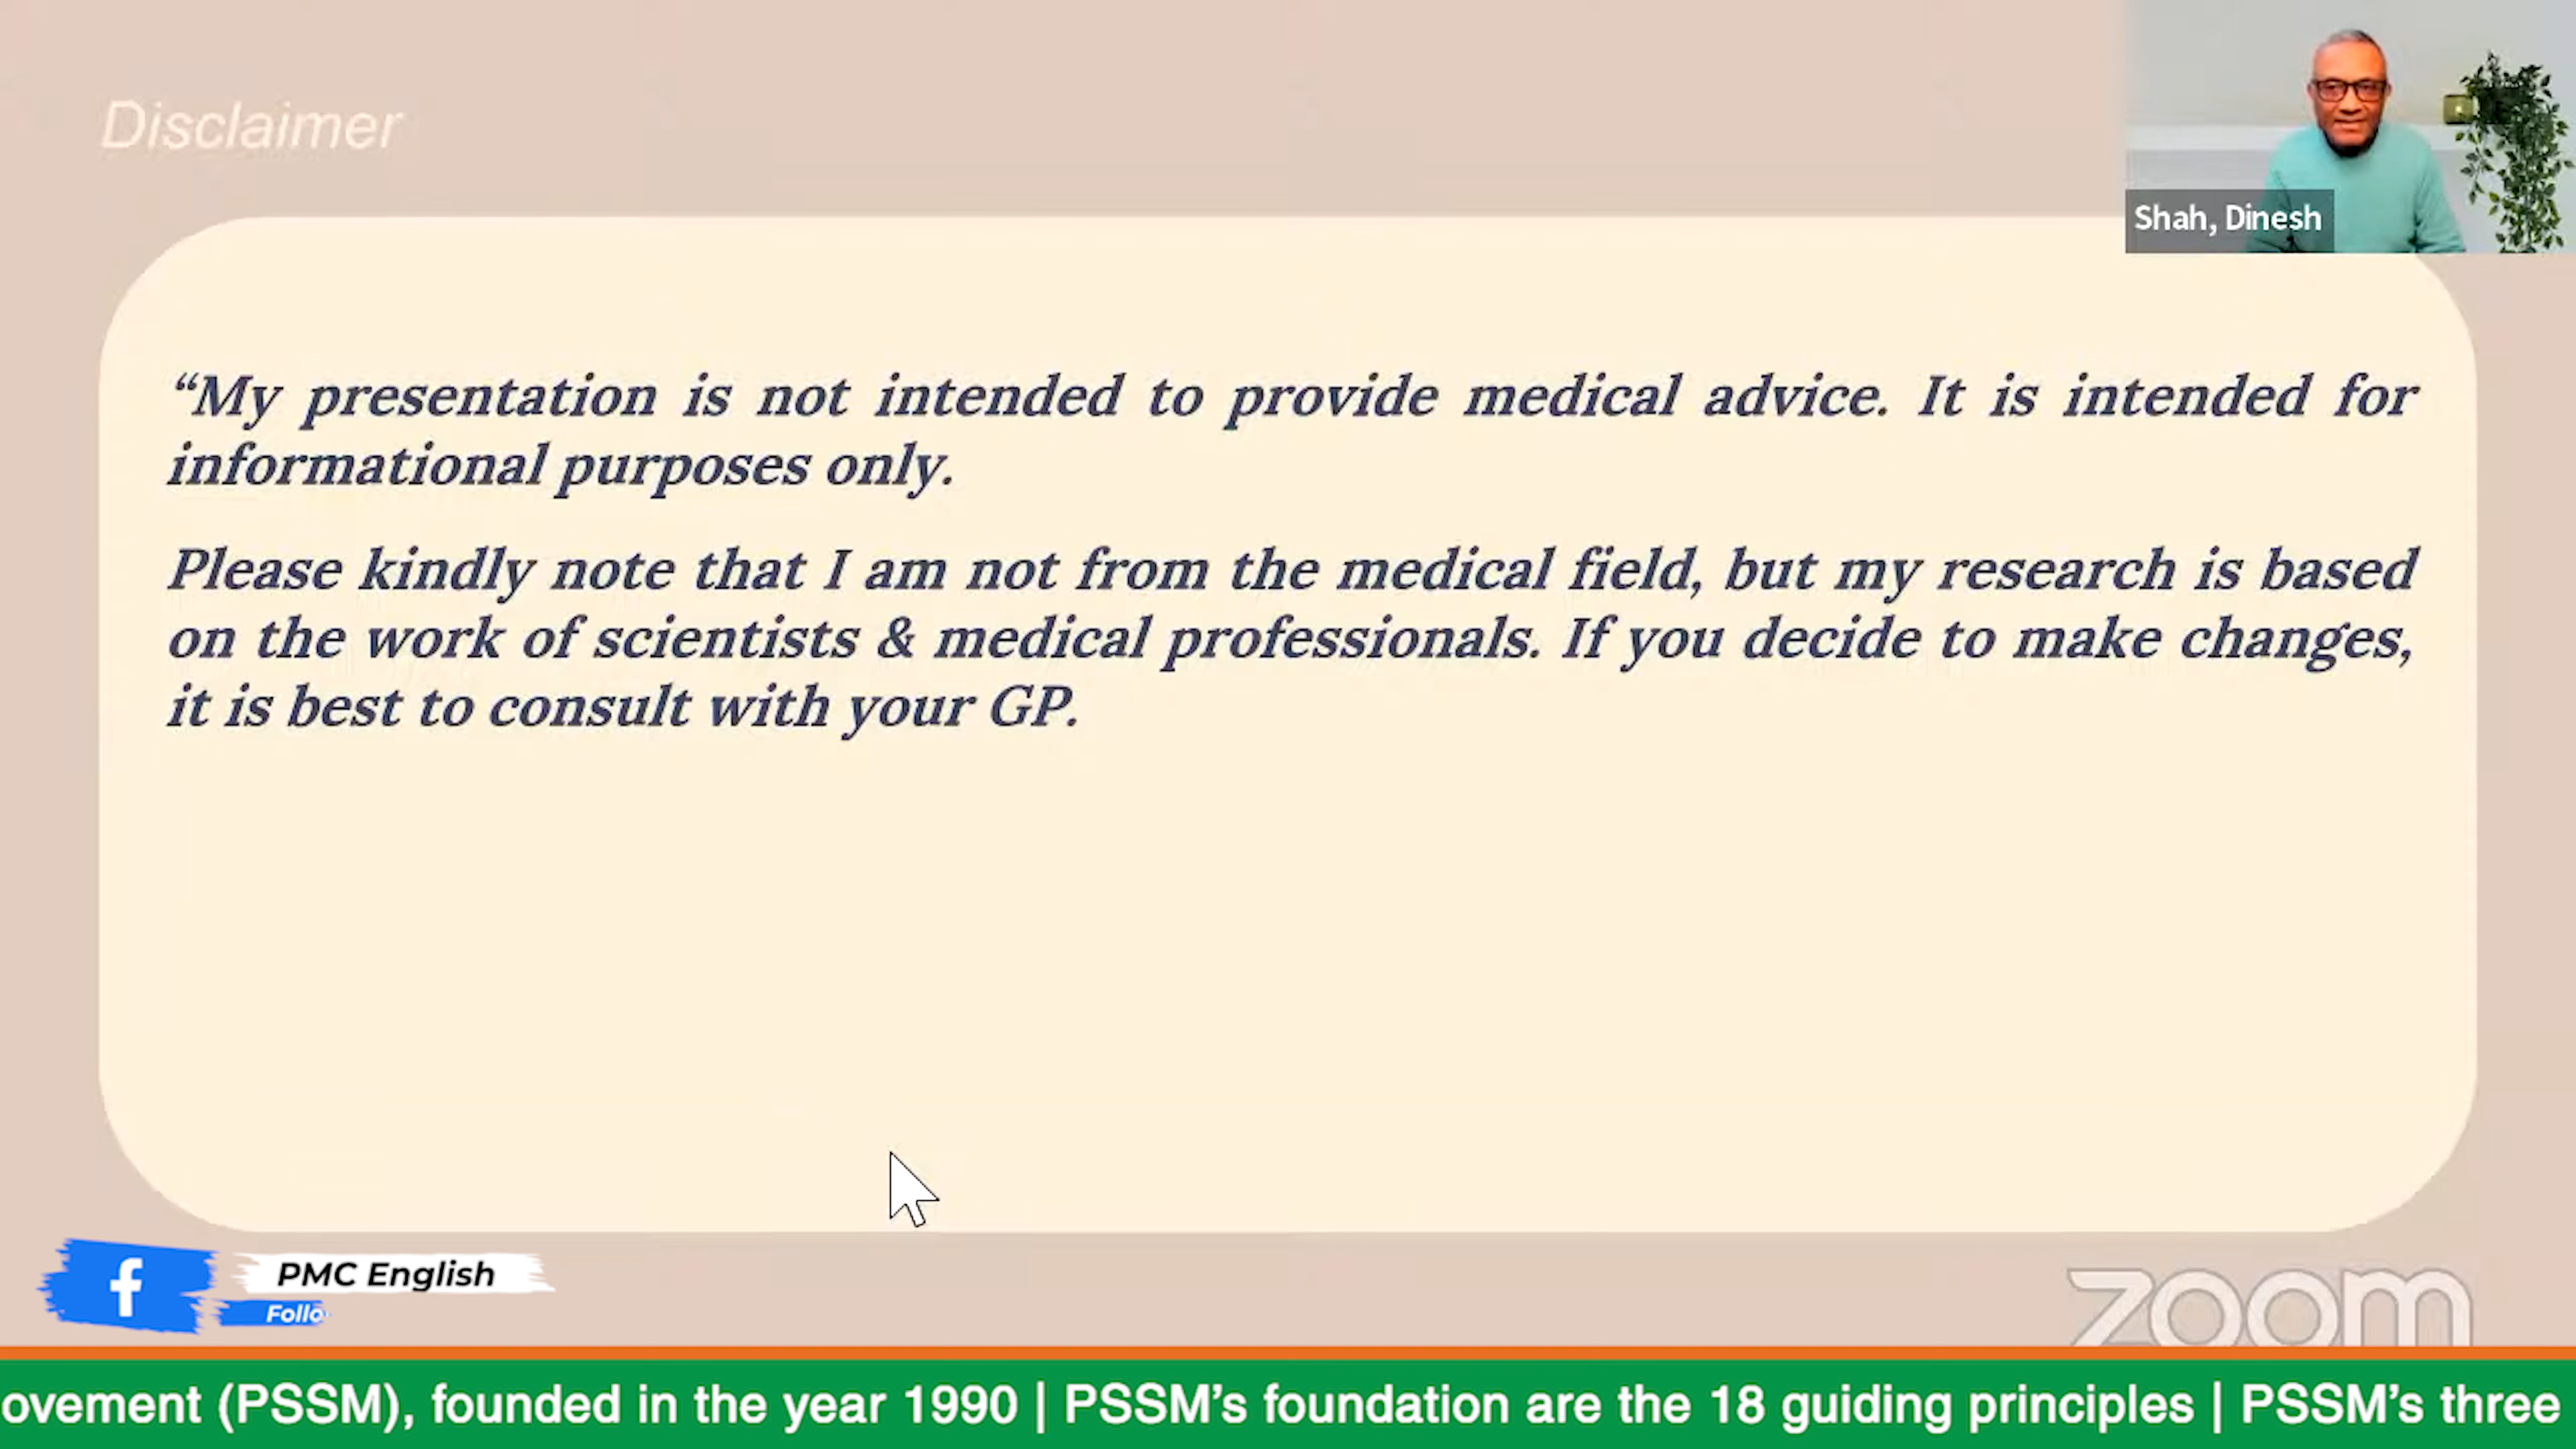 Disclaimer
Shah, Dinesh
“My presentation is not intended to provide medical advice. It is intended for
informational purposes only.
Please kindly note that I am not from the medical field, but my research is based
on the work of scientists & medical professionals. If you decide to make changes,
it is best to consult with your GP.
PMC English
Follo
zoom
ovement (PSSM), founded in the year 1990 | PSSM’s foundation are the 18 guiding principles | PSSM’s three